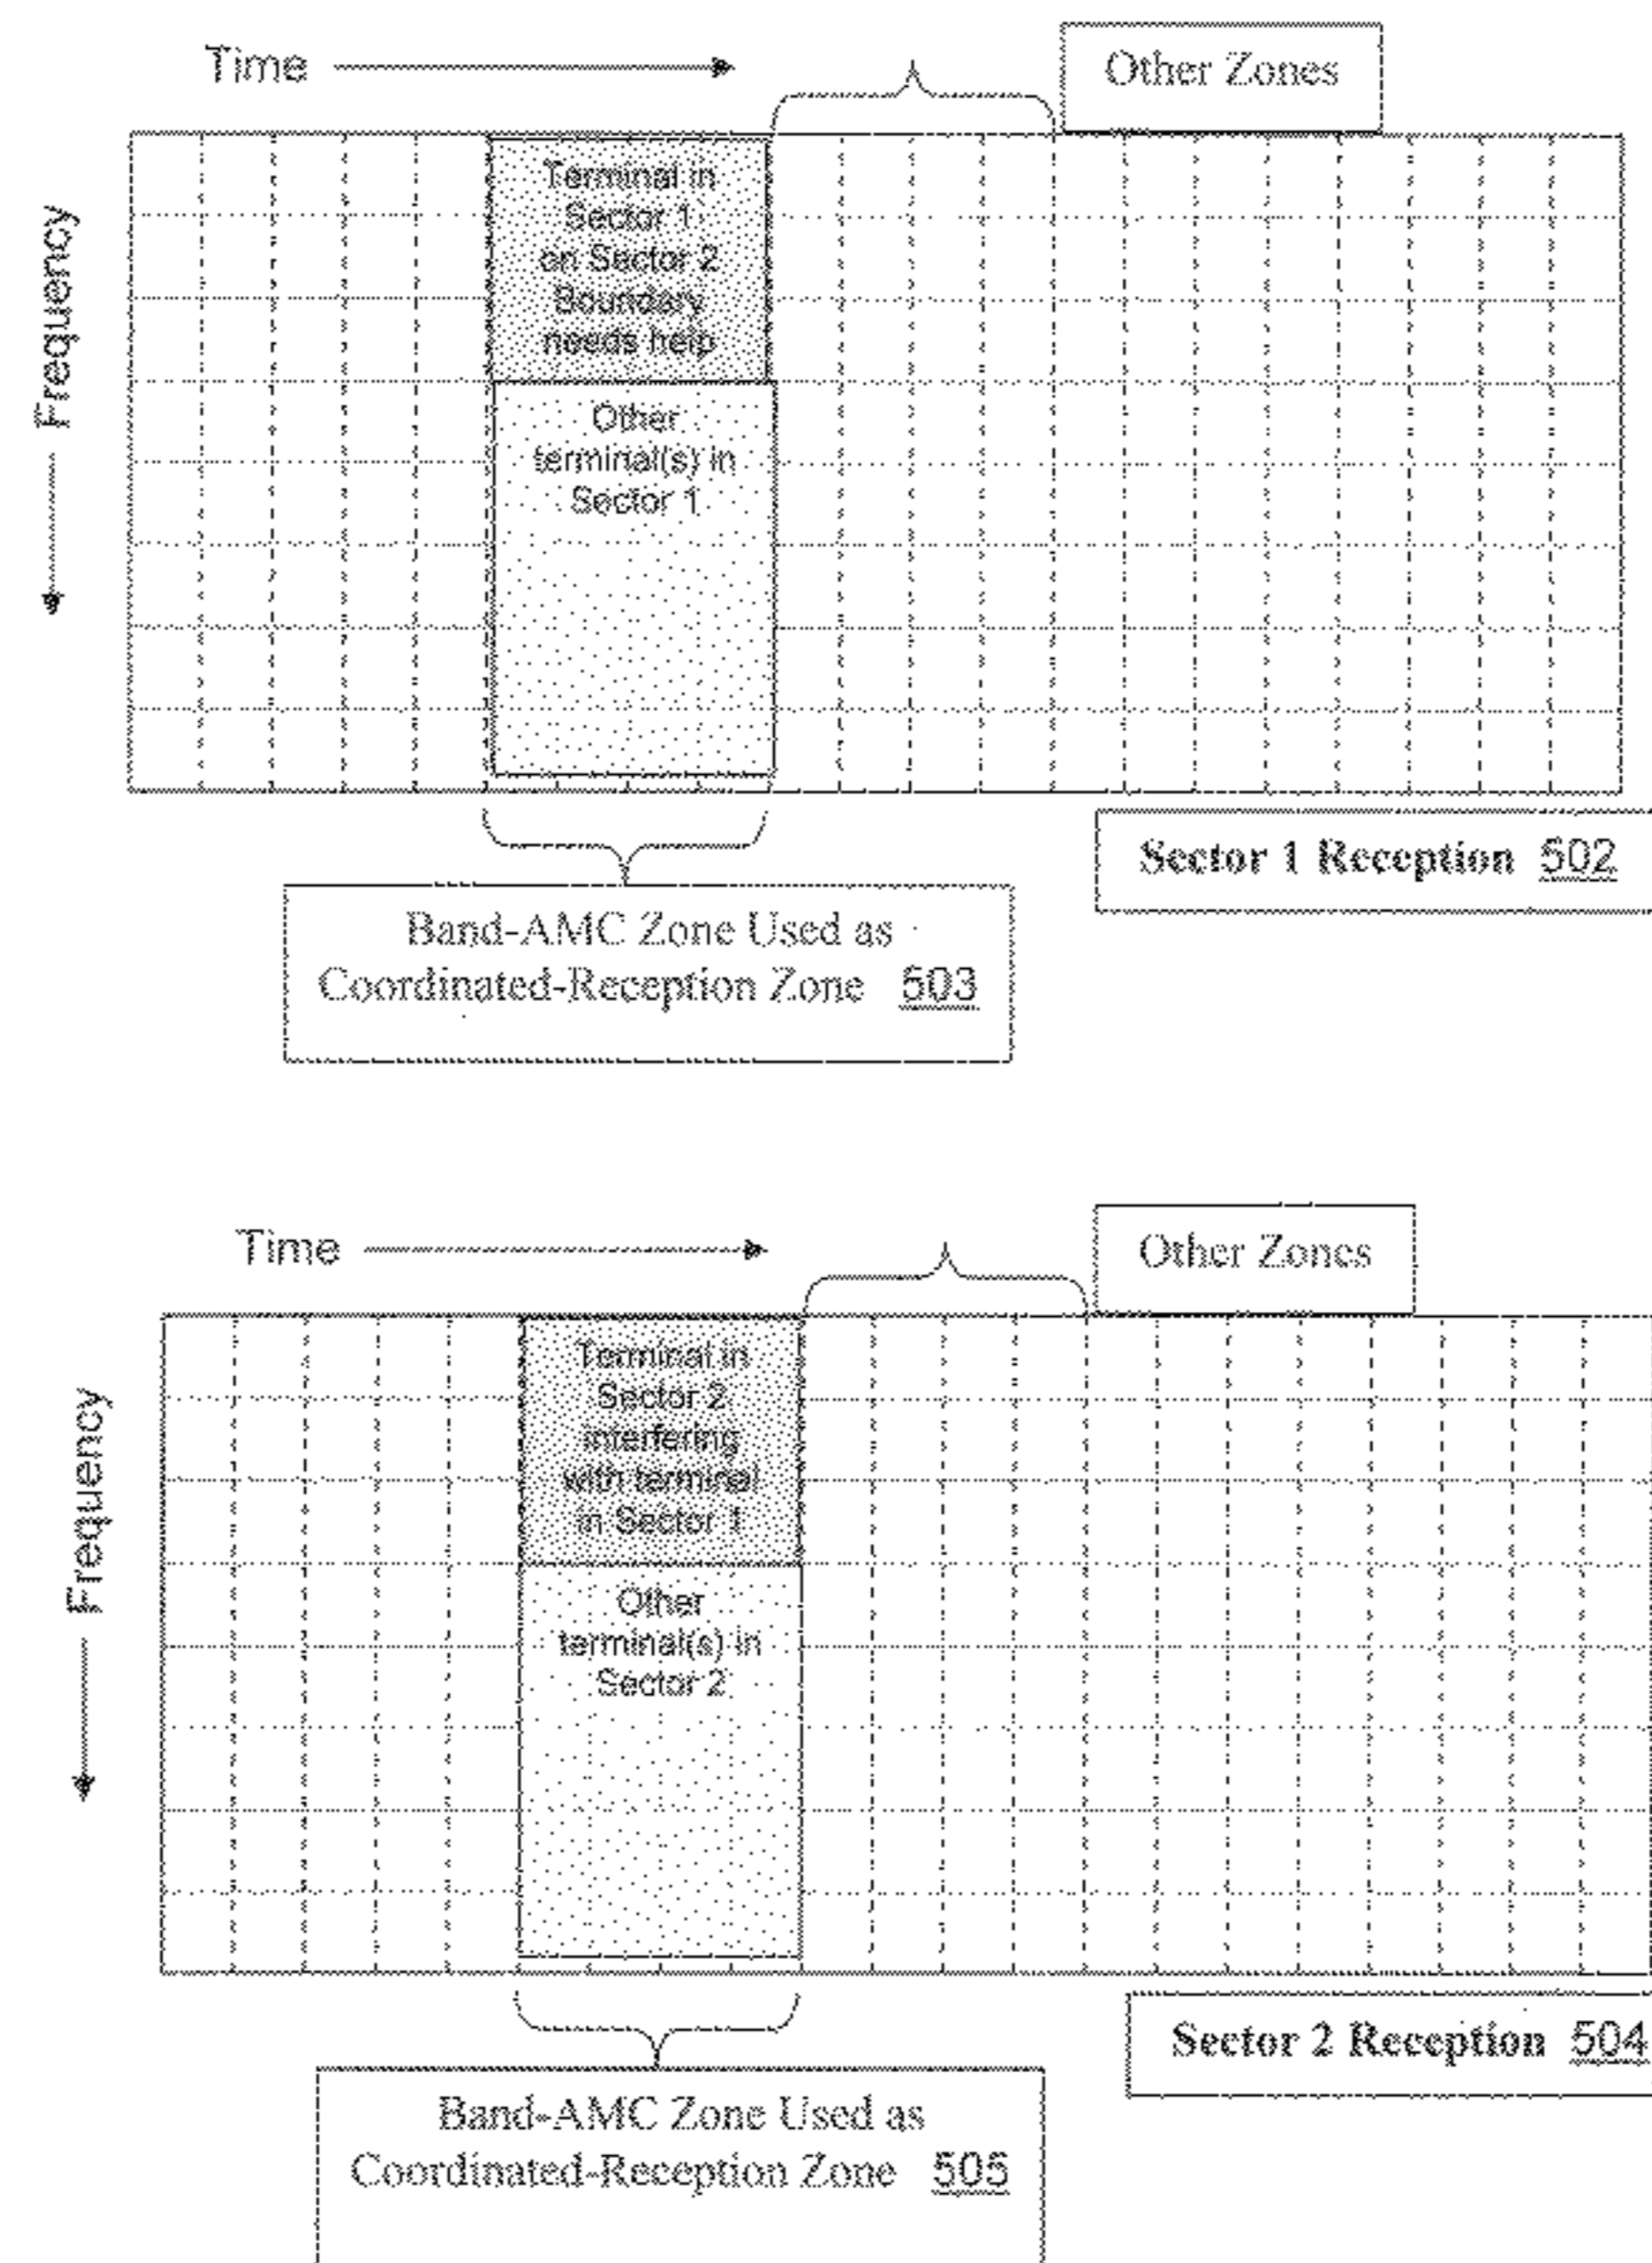 Time
Other Zones
Frequency
Terminal in
Sector 1
on Sector 2
Boundary
needs help
Other
terminal(s) in
Sector 1
Sector 1 Reception 502
Band-AMC Zone Used as
Coordinated-Reception Zone 503
Time
Other Zones
Frequency
Terminal in
Sector 2
interfering
with terminal
in Sector 1
Other
terminal(s) in
Sector 2
Sector 2 Reception 504
Band-AMC Zone Used as
Coordinated-Reception Zone 505